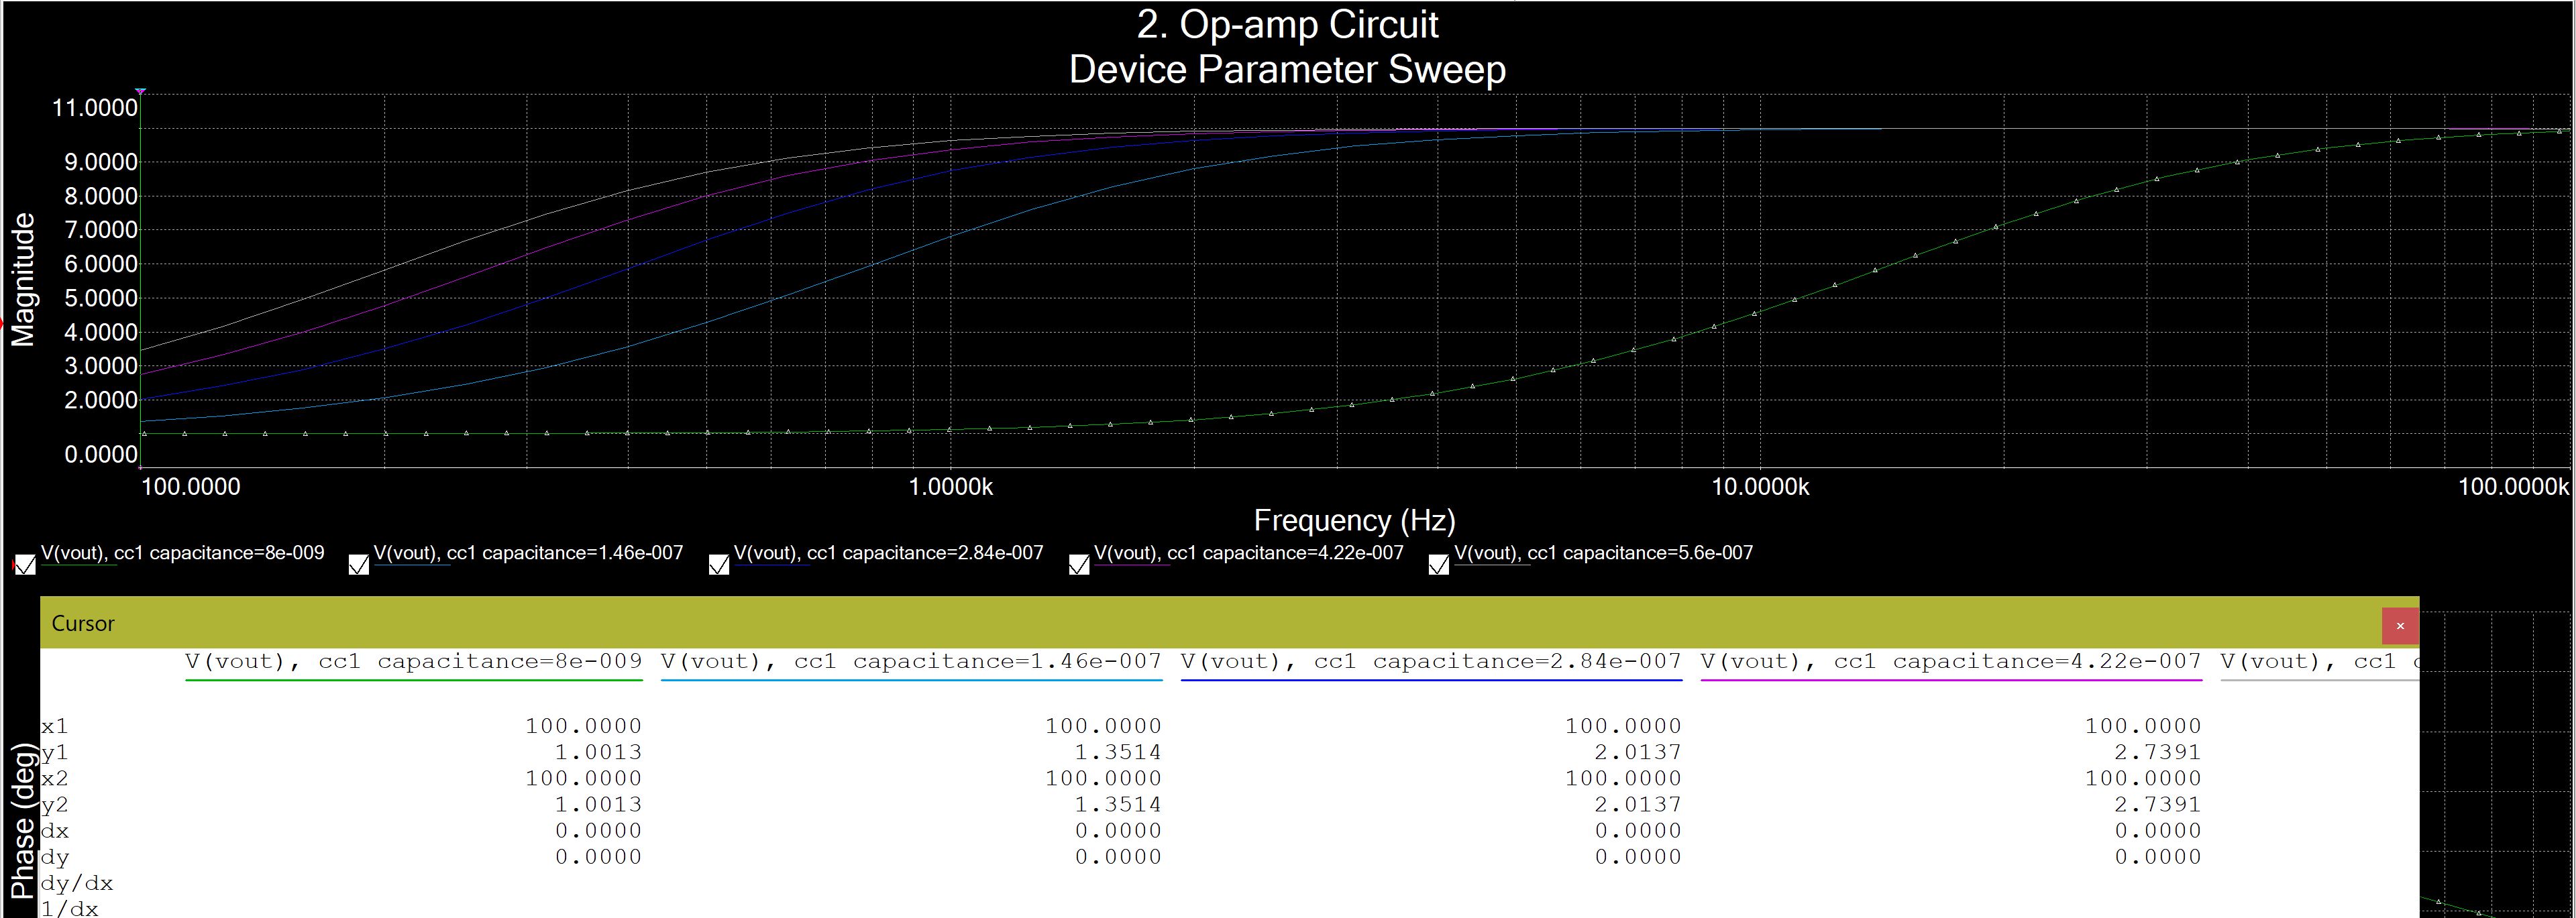 2. Op-amp Circuit
Device Parameter Sweep
11.0000
9.0000
8.0000
7.0000
6.0000
5.0000
4.0000
3.0000
2.0000
0.0000
Magnitude
100.0000 1.0000k 10.0000k 100.0000k
Frequency (Hz)
V(vout), cc1 capacitance=8e-009 V(vout), cc1 capacitance=1.46e-007 V(vout), cc1 capacitance=2.84e-007 V(vout), cc1 capacitance=4.22e-007 V(vout), cc1 capacitance=5.6e-007
Cursor
V(vout), cc1 capacitance=8e-009 V(vout), cc1 capacitance=1.46e-007 V(vout), cc1 capacitance=2.84e-007 V(vout), cc1 capacitance=4.22e-007 V(vout), cc1
x1 100.0000 100.0000 100.0000 100.0000
y1 1.0013 1.3514 2.0137 2.7391
x2 100.0000 100.0000 100.0000 100.0000
y2 1.0013 1.3514 2.0137 2.7391
dx 0.0000 0.0000 0.0000 0.0000
dy 0.0000 0.0000 0.0000 0.0000
dy/dx
1/dx
Phase (deg)